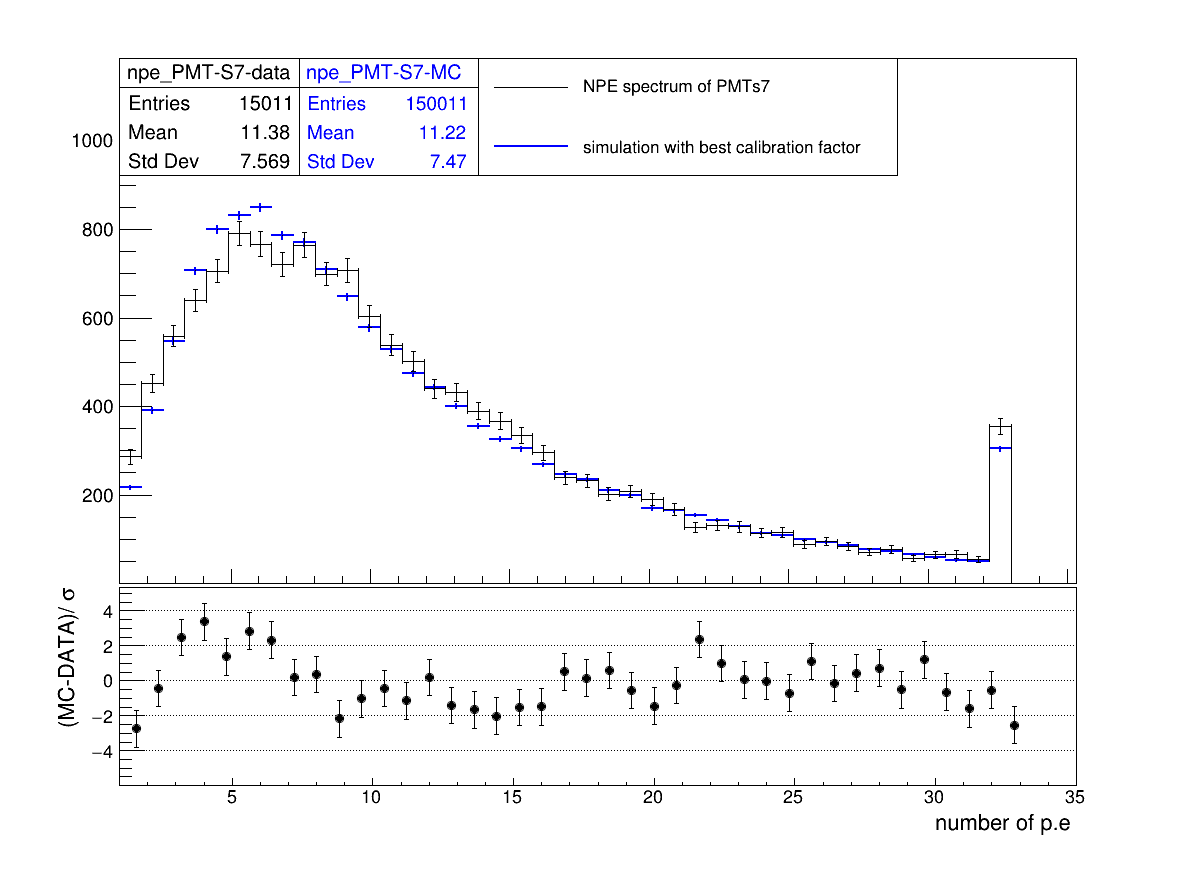 npe_PMT-S7-data npe_PMT-S7-MC
Entries 15011 Entries 150011
Mean 11.38 Mean 11.22
Std Dev 7.569 Std Dev 7.47
NPE spectrum of PMTs7
simulation with best calibration factor
1000
800
600
400
200
(MC-DATA)/ σ
4
2
0
−2
−4
5 10 15 20 25 30 35
number of p.e